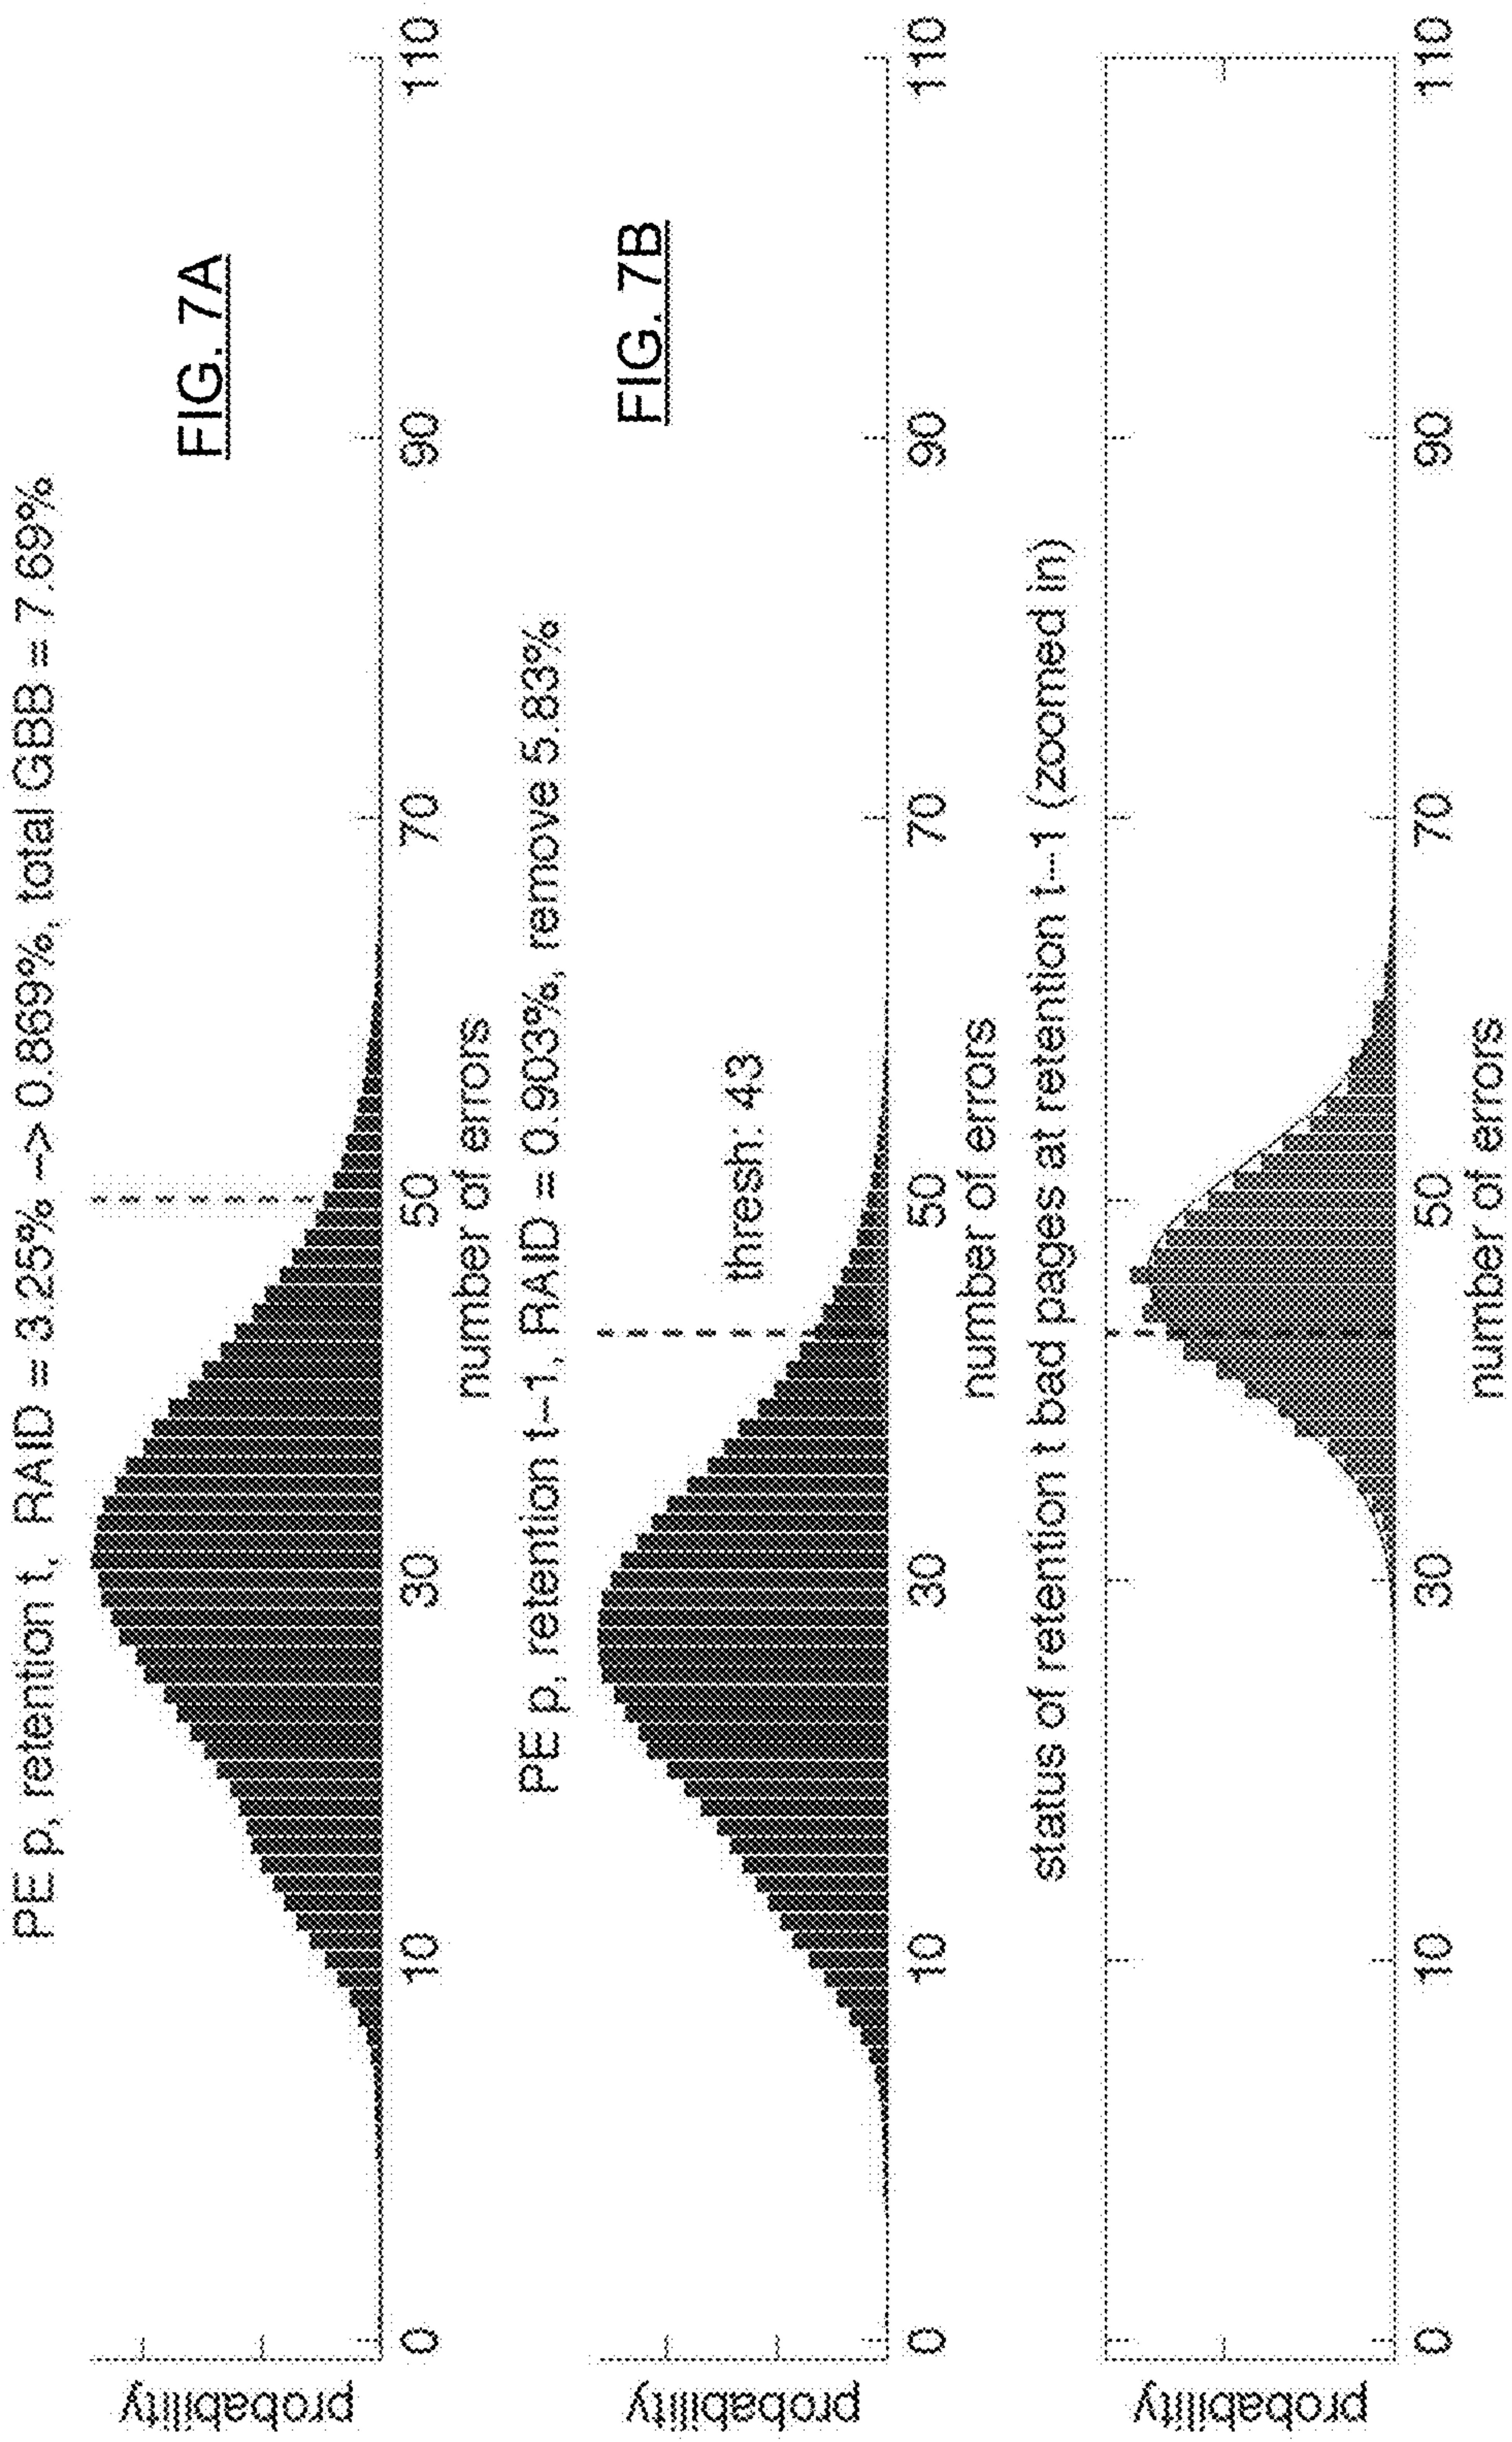 PE p, retention t, RAID = 3.25% --> 0.869%, total GBB = 7.69%
FIG. 7A
probability
0 10 30 50 70 90 110
number of errors
PE p, retention t--1, RAID = 0.903%, remove 5.83%
FIG. 7B
thresh: 43
probability
0 10 30 50 70 90 110
number of errors
status of retention t bad pages at retention t--1 (zoomed in)
probability
0 10 30 50 70 90 110
number of errors